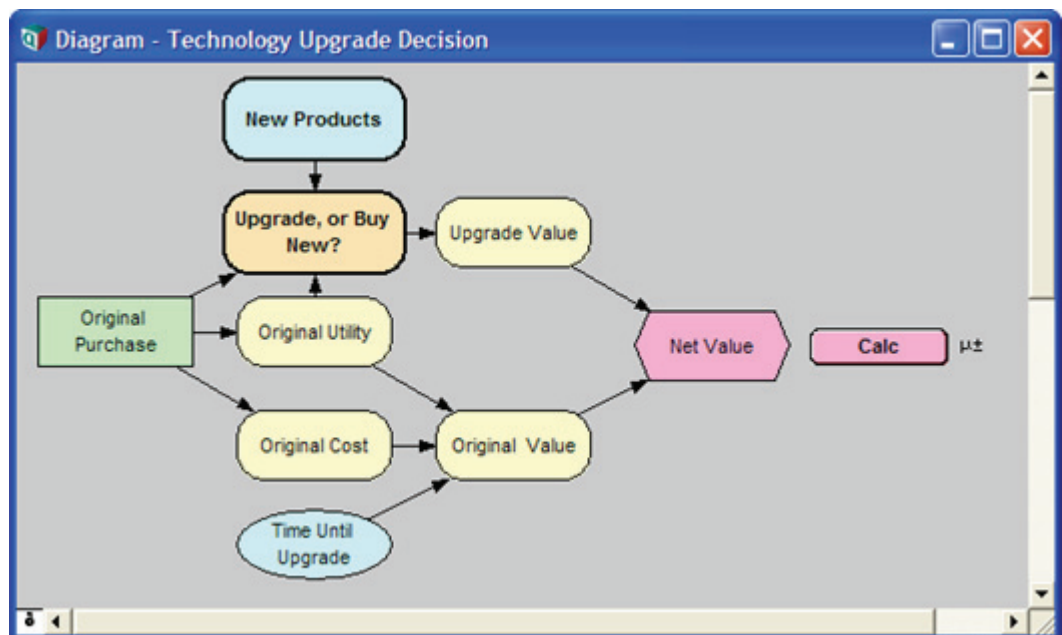 Diagram - Technology Upgrade Decision
New Products
Upgrade, or Buy
New?
Upgrade Value
Original
Purchase
Original Utility
Net Value
Calc
μ±
Original Cost
Original Value
Time Until
Upgrade